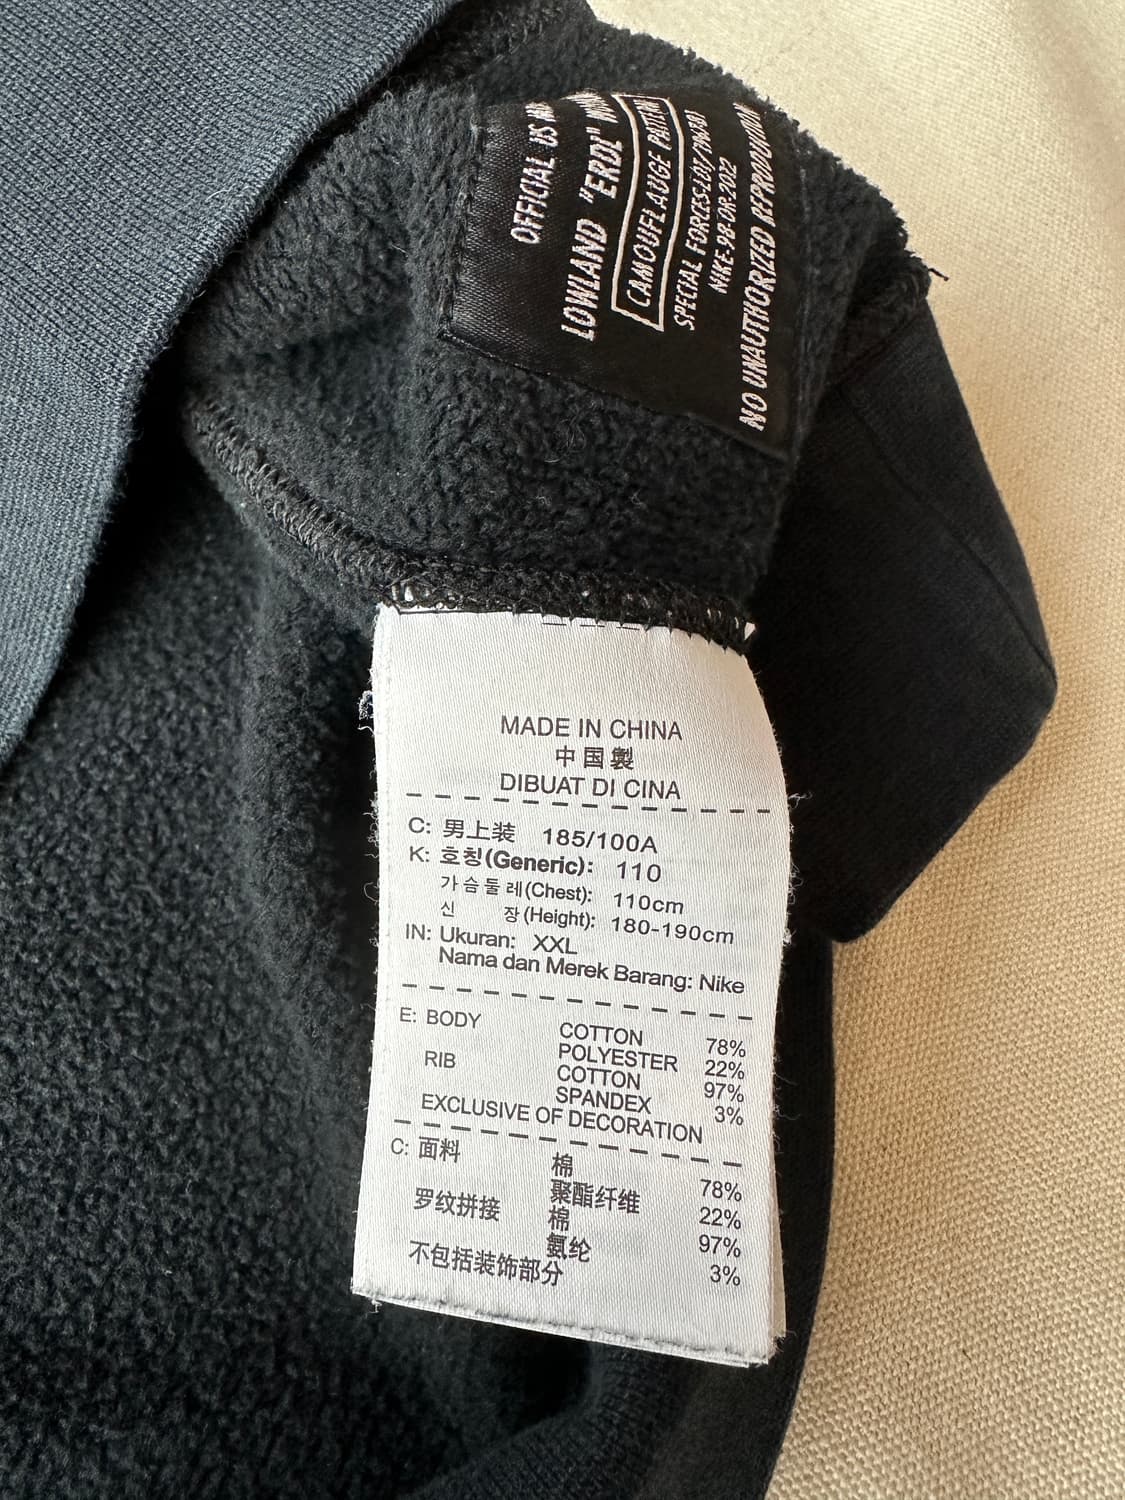 OFFICIAL US
LOWLAND "ERDL"
CAMOUFLAUGE PATTERN
SPECIAL
NIKE-98-OR-2012
NO UNAUTHORIZED REPRODUCTION
MADE IN CHINA
中国製
DIBUAT DI CINA
C: 男上装 185/100A
K: 호칭(Generic): 110
가슴둘레(Chest): 110cm
신 장(Height): 180-190cm
IN: Ukuran: XXL
Nama dan Merek Barang: Nike
E: BODY COTTON 78%
POLYESTER 22%
RIB COTTON 97%
SPANDEX 3%
EXCLUSIVE OF DECORATION
C: 面料 棉 78%
聚酯纤维 22%
罗纹拼接 棉 97%
氨纶 3%
不包括装饰部分